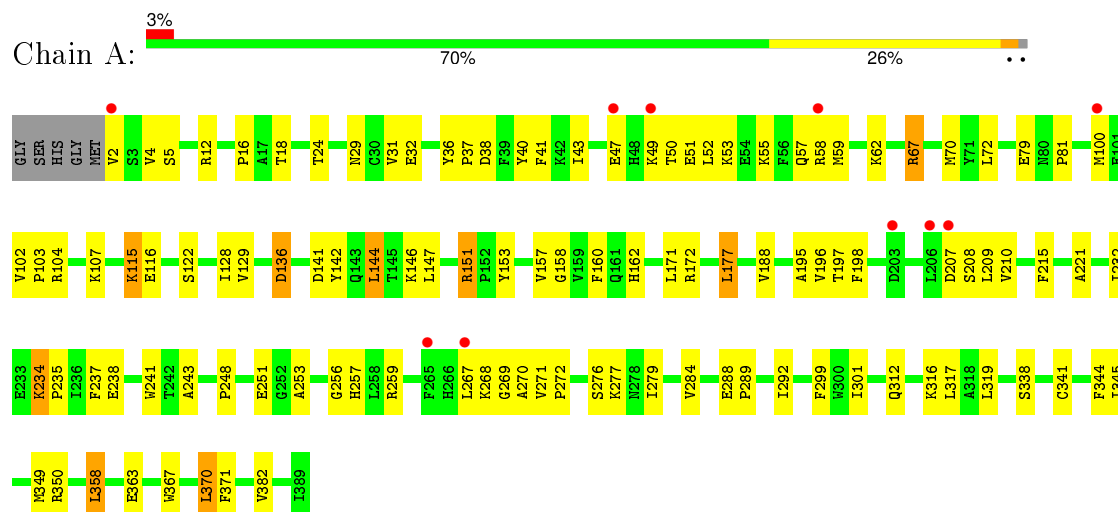 3%
Chain A:
70% 26% ..
GLY SER HIS GLY MET V2 S3 V4 S5 R12 P16 A17 T18 T24 N29 C30 V31 E32 Y36 P37 D38 F39 Y40 F41 K42 I43 E47 H48 K49 T50 E51 L52 K53 E54 K55 F56 Q57 R58 M59 K62 R67 M70 Y71 L72 E79 N80 P81 M100 E101
V102 P103 R104 K107 K115 E116 S122 I128 V129 D136 D141 Y142 Q143 L144 T145 K146 L147 R151 P152 Y153 V157 G158 V159 F160 Q161 H162 L171 R172 L177 V188 A195 V196 T197 F198 D203 L206 D207 S208 L209 V210 F215 A221 I232
E233 K234 P235 I236 F237 E238 W241 T242 A243 P248 E251 G252 A253 G256 H257 L258 R259 F265 H266 L267 K268 G269 A270 V271 P272 S276 K277 N278 I279 V284 E288 P289 I292 F299 W300 I301 Q312 K316 L317 A318 L319 S338 C341 F344 I345
M349 R350 L358 E363 W367 L370 F371 V382 I389